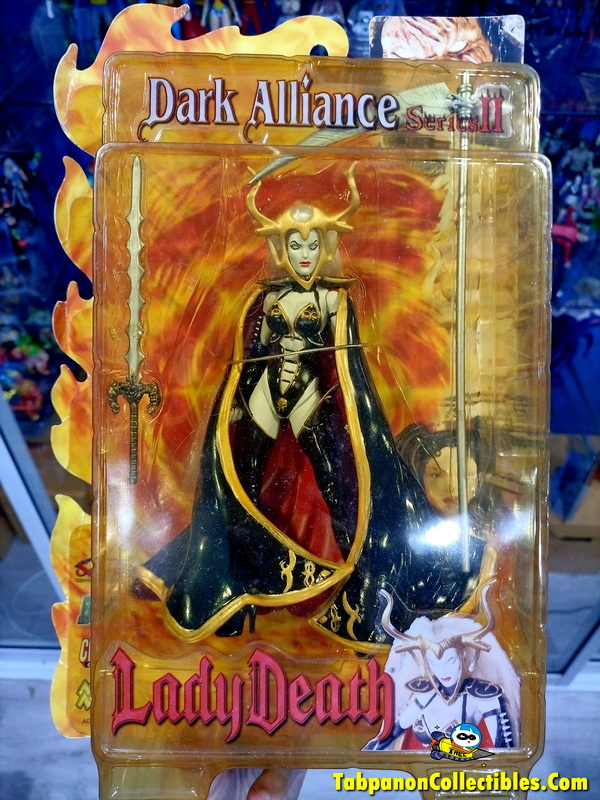 Dark Alliance Series II
Lady Death
TabpanonCollectibles.Com